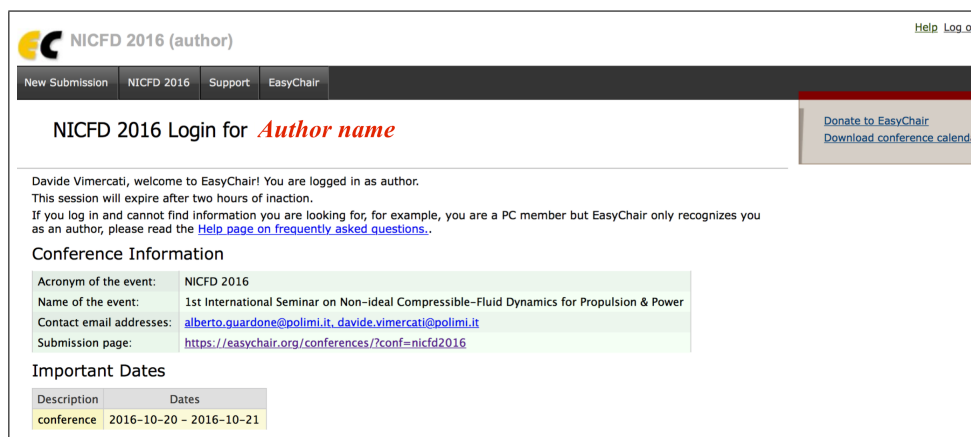 NICFD 2016 (author)
Help Log o
New Submission NICFD 2016 Support EasyChair
NICFD 2016 Login for Author name
Donate to EasyChair
Download conference calenda
Davide Vimercati, welcome to EasyChair! You are logged in as author.
This session will expire after two hours of inaction.
If you log in and cannot find information you are looking for, for example, you are a PC member but EasyChair only recognizes you
as an author, please read the Help page on frequently asked questions..
Conference Information
Acronym of the event: NICFD 2016
Name of the event: 1st International Seminar on Non-ideal Compressible-Fluid Dynamics for Propulsion & Power
Contact email addresses: alberto.guardone@polimi.it, davide.vimercati@polimi.it
Submission page: https://easychair.org/conferences/?conf=nicfd2016
Important Dates
Description Dates
conference 2016-10-20 - 2016-10-21